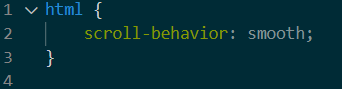 1 html {
2 scroll-behavior: smooth;
3 }
4